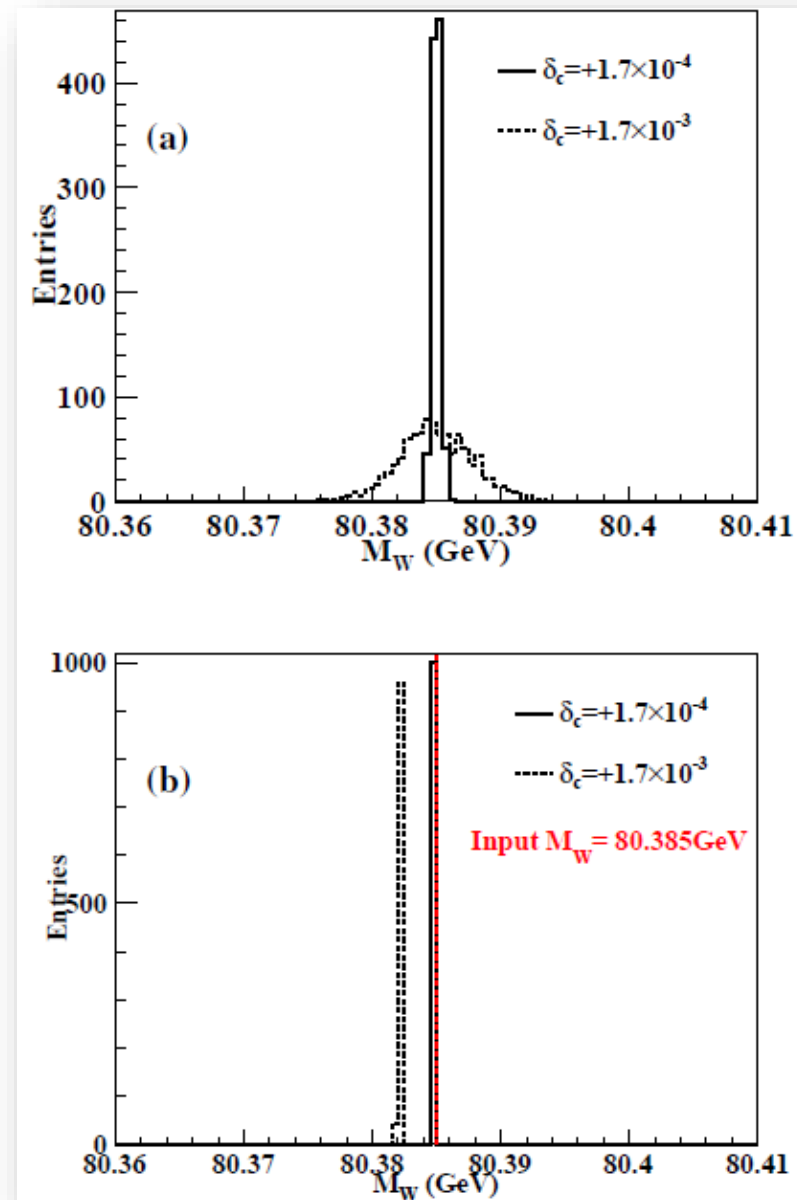 400
300
200
100
0
Entries
(a)
δc=+1.7×10⁻⁴
δc=+1.7×10⁻³
80.36 80.37 80.38 80.39 80.4 80.41
MW (GeV)
1000
500
0
Entries
(b)
δc=+1.7×10⁻⁴
δc=+1.7×10⁻³
Input MW= 80.385GeV
80.36 80.37 80.38 80.39 80.4 80.41
MW (GeV)